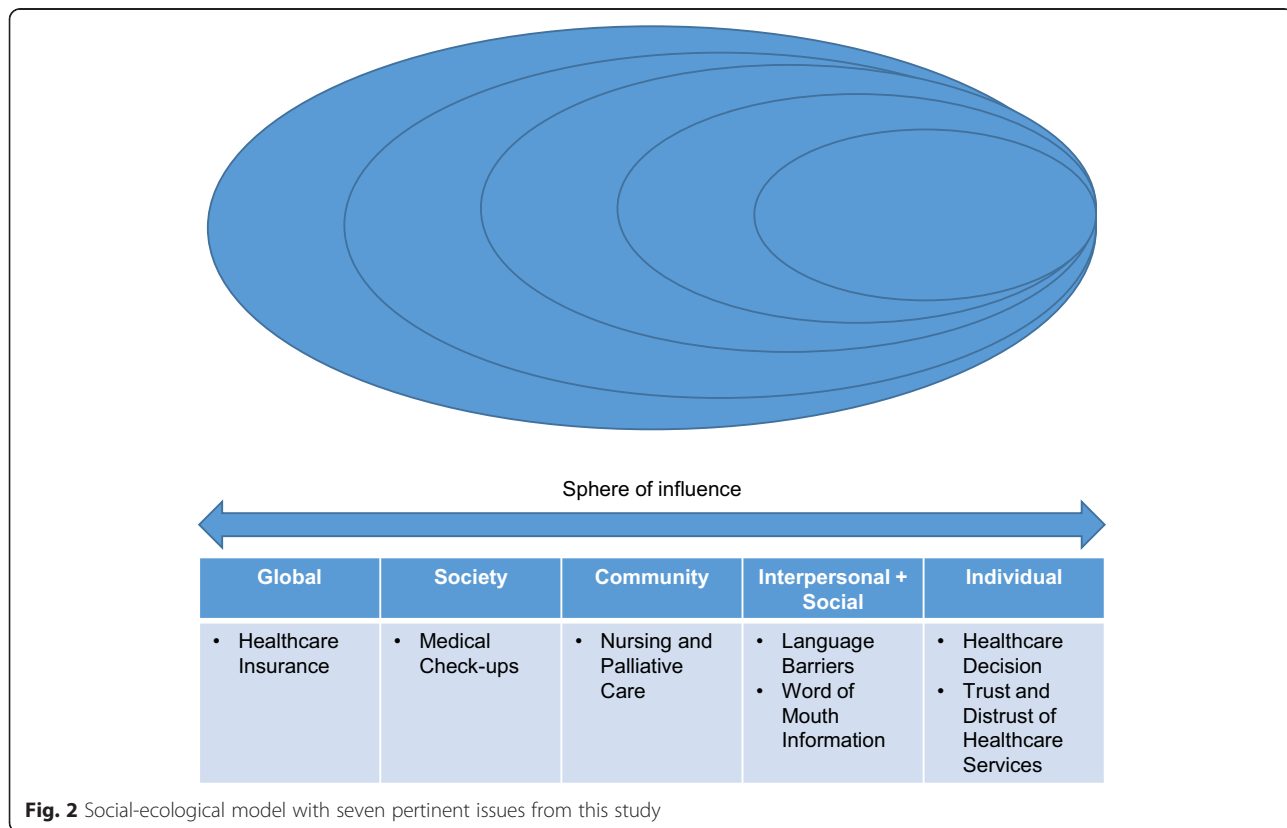 Sphere of influence
Global
Society
Community
Interpersonal +
Social
Individual
• Healthcare
Insurance
• Medical
Check-ups
• Nursing and
Palliative
Care
• Language
Barriers
• Word of
Mouth
Information
• Healthcare
Decision
• Trust and
Distrust of
Healthcare
Services
Fig. 2 Social-ecological model with seven pertinent issues from this study